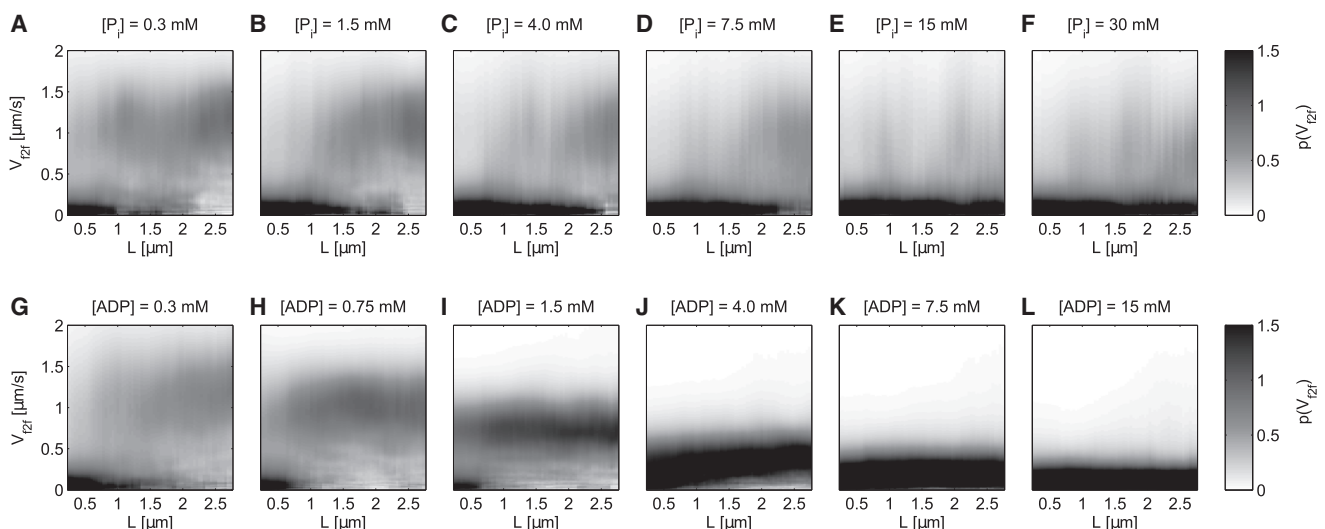 A [Pi] = 0.3 mM
B [Pi] = 1.5 mM
C [Pi] = 4.0 mM
D [Pi] = 7.5 mM
E [Pi] = 15 mM
F [Pi] = 30 mM
Vf2f [μm/s]
2
1.5
1
0.5
0
0.5 1 1.5 2 2.5
L [μm]
0.5 1 1.5 2 2.5
L [μm]
0.5 1 1.5 2 2.5
L [μm]
0.5 1 1.5 2 2.5
L [μm]
0.5 1 1.5 2 2.5
L [μm]
0.5 1 1.5 2 2.5
L [μm]
1.5
1
0.5
0
p(Vf2f)
G [ADP] = 0.3 mM
H [ADP] = 0.75 mM
I [ADP] = 1.5 mM
J [ADP] = 4.0 mM
K [ADP] = 7.5 mM
L [ADP] = 15 mM
Vf2f [μm/s]
2
1.5
1
0.5
0
0.5 1 1.5 2 2.5
L [μm]
0.5 1 1.5 2 2.5
L [μm]
0.5 1 1.5 2 2.5
L [μm]
0.5 1 1.5 2 2.5
L [μm]
0.5 1 1.5 2 2.5
L [μm]
0.5 1 1.5 2 2.5
L [μm]
1.5
1
0.5
0
p(Vf2f)